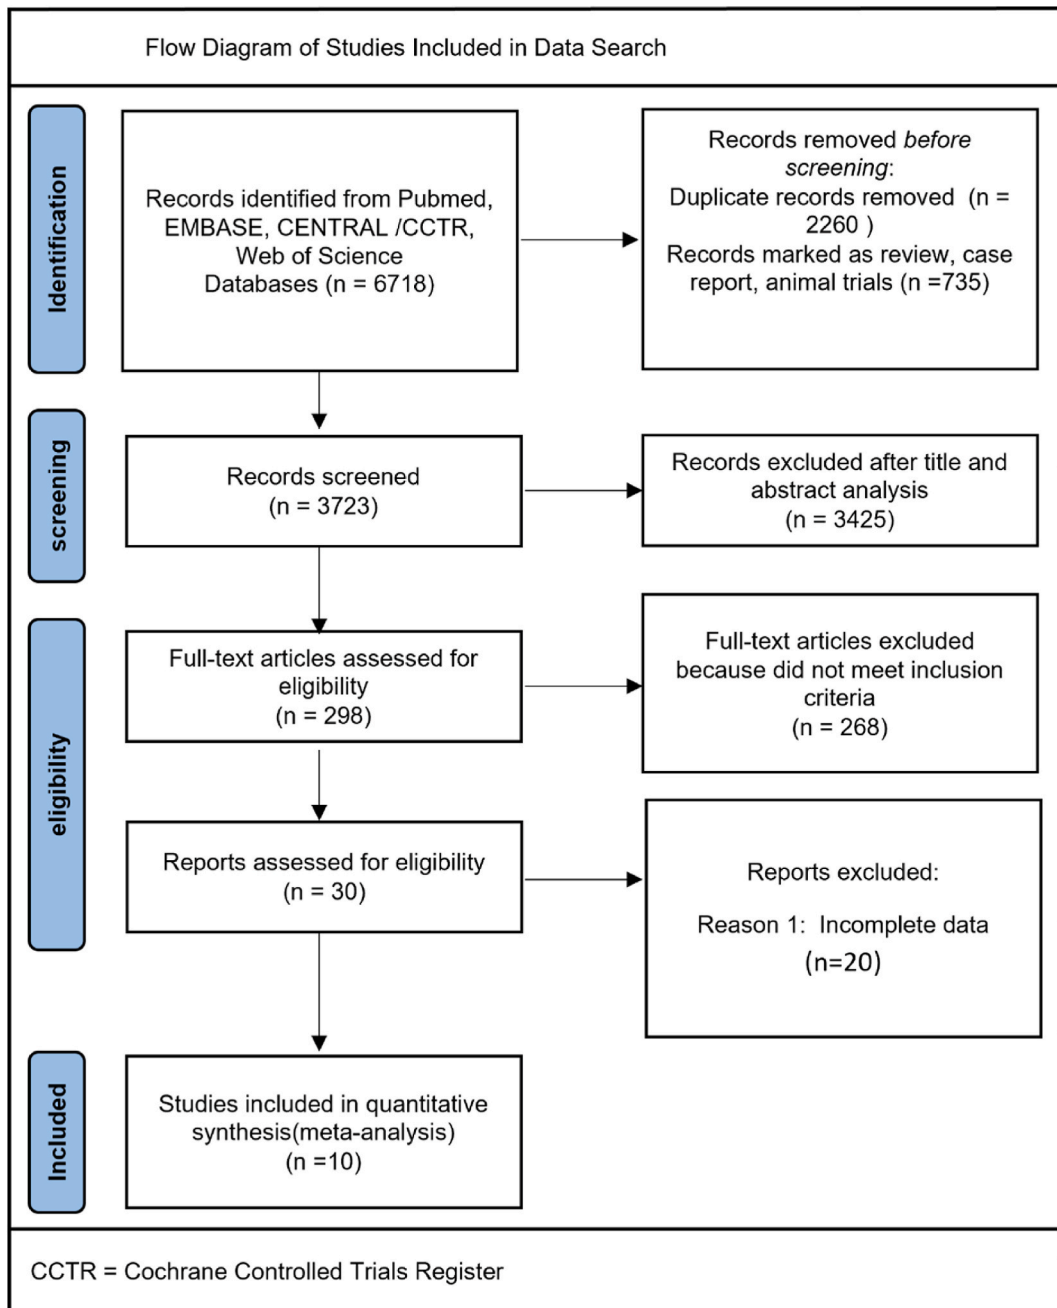 Flow Diagram of Studies Included in Data Search
Identification
Records identified from Pubmed,
EMBASE, CENTRAL /CCTR,
Web of Science
Databases (n = 6718)
Records removed before
screening:
Duplicate records removed (n =
2260 )
Records marked as review, case
report, animal trials (n =735)
screening
Records screened
(n = 3723)
Records excluded after title and
abstract analysis
(n = 3425)
eligibility
Full-text articles assessed for
eligibility
(n = 298)
Full-text articles excluded
because did not meet inclusion
criteria
(n = 268)
Reports assessed for eligibility
(n = 30)
Reports excluded:
Reason 1: Incomplete data
(n=20)
Included
Studies included in quantitative
synthesis(meta-analysis)
(n =10)
CCTR = Cochrane Controlled Trials Register